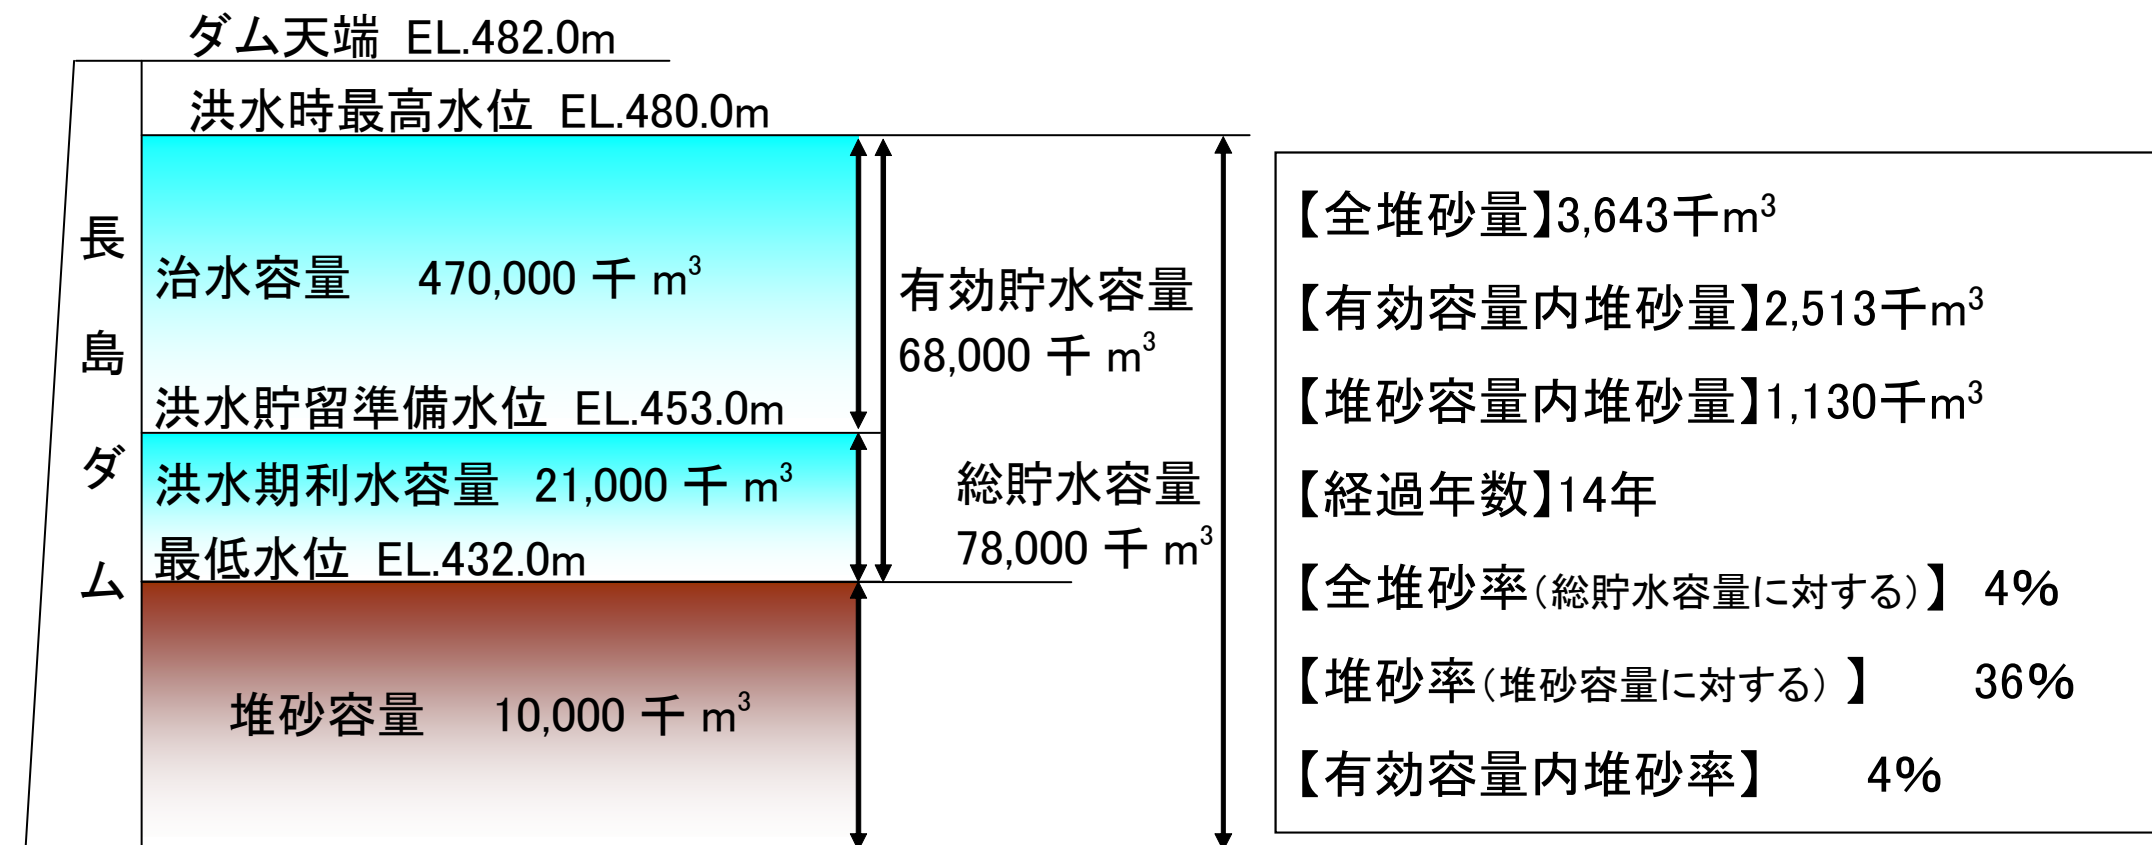 ダム天端 EL.482.0m
洪水時最高水位 EL.480.0m
長島ダム
治水容量 470,000 千 m³
洪水貯留準備水位 EL.453.0m
洪水期利水容量 21,000 千 m³
最低水位 EL.432.0m
堆砂容量 10,000 千 m³
有効貯水容量
68,000 千 m³
総貯水容量
78,000 千 m³
【全堆砂量】3,643千m³
【有効容量内堆砂量】2,513千m³
【堆砂容量内堆砂量】1,130千m³
【経過年数】14年
【全堆砂率(総貯水容量に対する)】 4%
【堆砂率(堆砂容量に対する) 】 36%
【有効容量内堆砂率】 4%